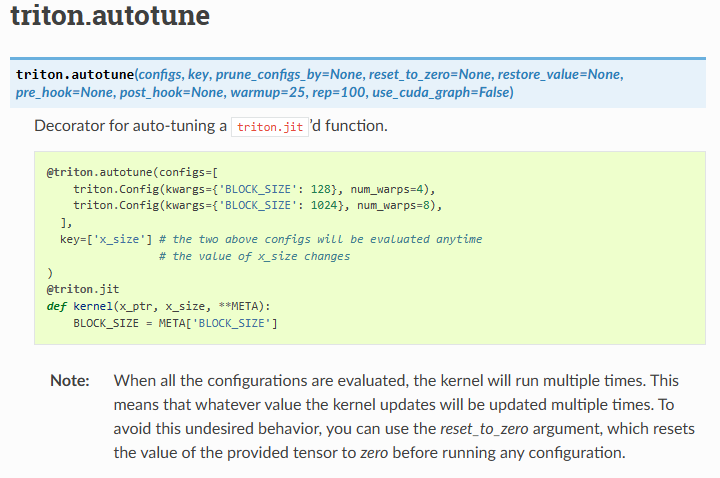 triton.autotune
triton.autotune(configs, key, prune_configs_by=None, reset_to_zero=None, restore_value=None,
pre_hook=None, post_hook=None, warmup=25, rep=100, use_cuda_graph=False)
Decorator for auto-tuning a triton.jit'd function.
@triton.autotune(configs=[
    triton.Config(kwargs={'BLOCK_SIZE': 128}, num_warps=4),
    triton.Config(kwargs={'BLOCK_SIZE': 1024}, num_warps=8),
  ],
  key=['x_size'] # the two above configs will be evaluated anytime
                 # the value of x_size changes
)
@triton.jit
def kernel(x_ptr, x_size, **META):
    BLOCK_SIZE = META['BLOCK_SIZE']
Note: When all the configurations are evaluated, the kernel will run multiple times. This
means that whatever value the kernel updates will be updated multiple times. To
avoid this undesired behavior, you can use the reset_to_zero argument, which resets
the value of the provided tensor to zero before running any configuration.